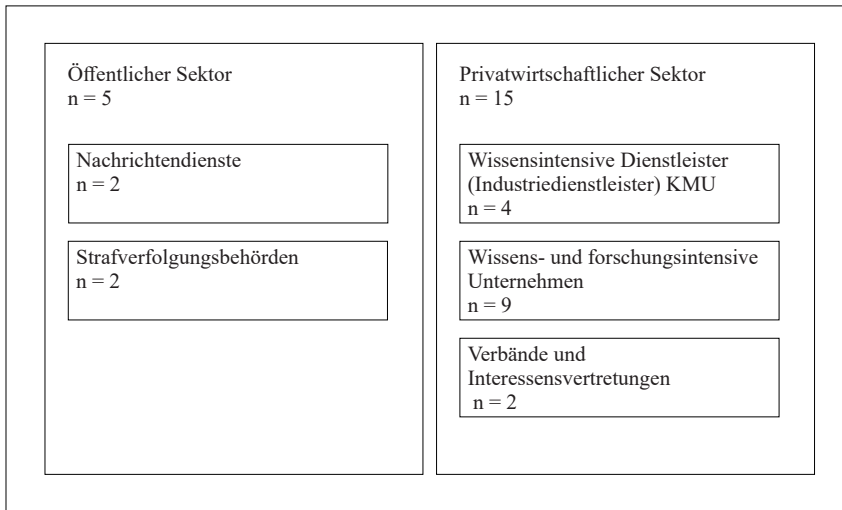 Öffentlicher Sektor
n = 5
Nachrichtendienste
n = 2
Strafverfolgungsbehörden
n = 2
Privatwirtschaftlicher Sektor
n = 15
Wissensintensive Dienstleister
(Industriedienstleister) KMU
n = 4
Wissens- und forschungsintensive
Unternehmen
n = 9
Verbände und
Interessensvertretungen
n = 2